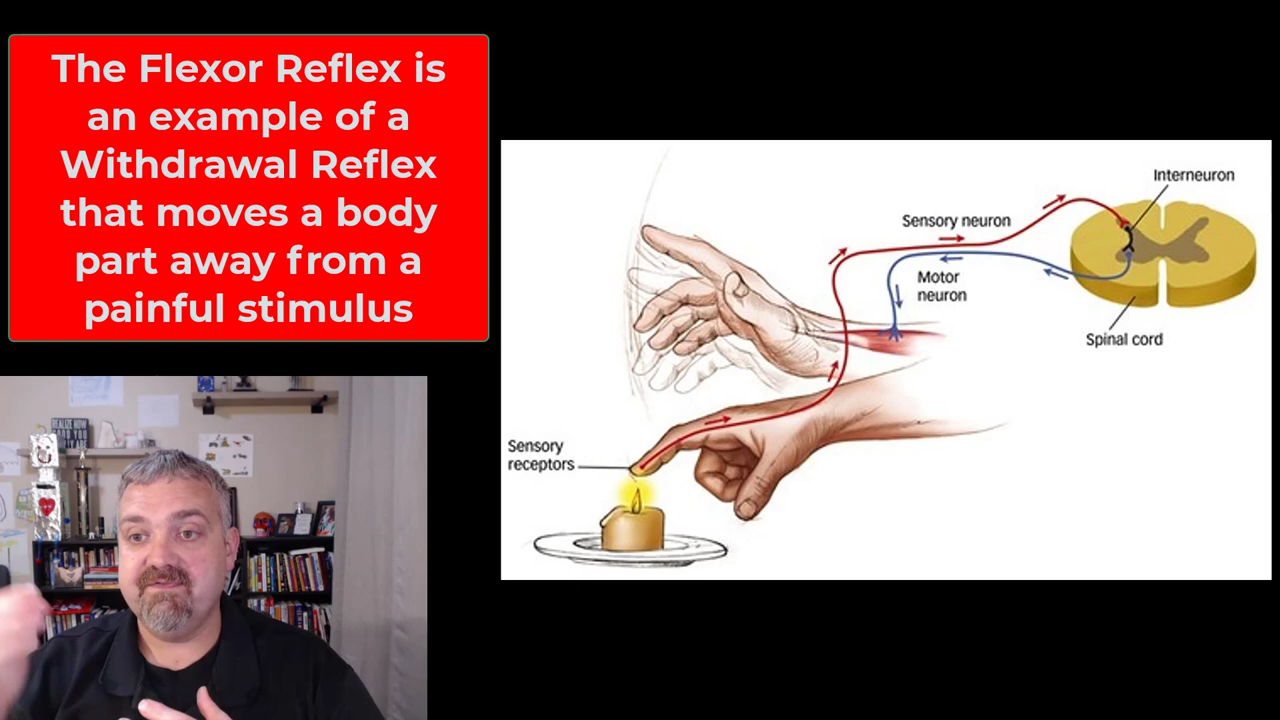 The Flexor Reflex is
an example of a
Withdrawal Reflex
that moves a body
part away from a
painful stimulus
Interneuron
Sensory neuron
Motor
neuron
Spinal cord
Sensory
receptors